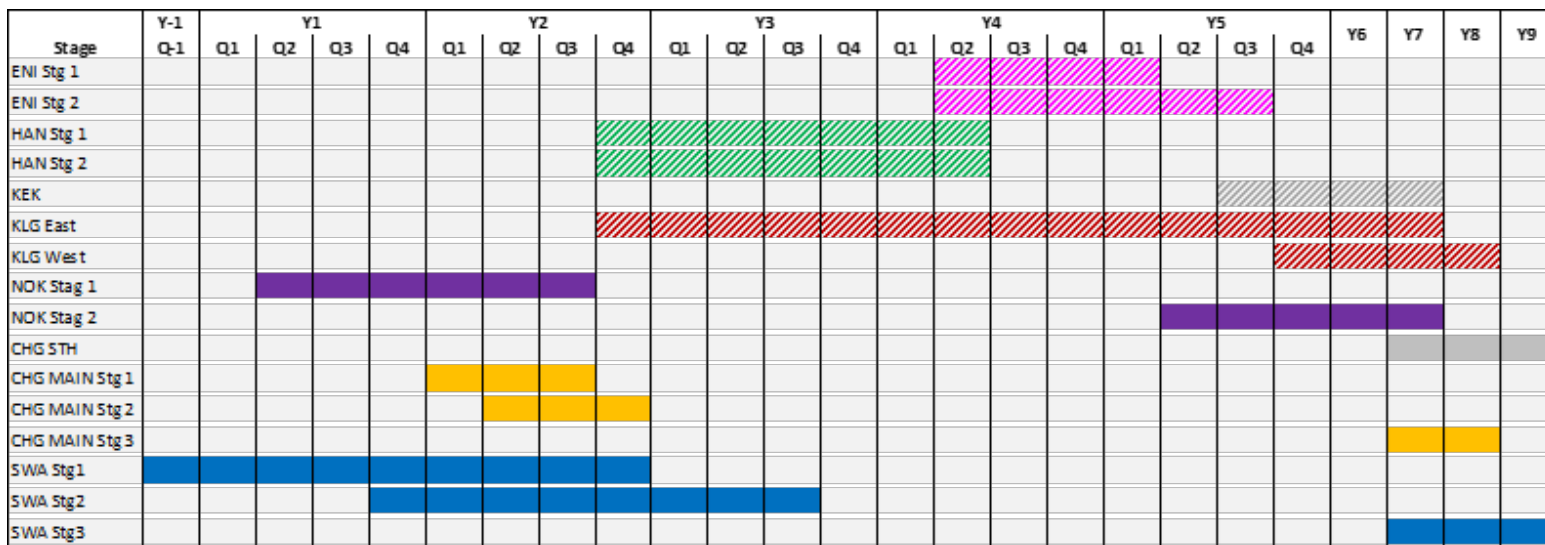 Y-1 Y1 Y2 Y3 Y4 Y5 Y6 Y7 Y8 Y9
Stage Q-1 Q1 Q2 Q3 Q4 Q1 Q2 Q3 Q4 Q1 Q2 Q3 Q4 Q1 Q2 Q3 Q4 Q1 Q2 Q3 Q4
ENI Stg 1
ENI Stg 2
HAN Stg 1
HAN Stg 2
KEK
KLG East
KLG West
NOK Stag 1
NOK Stag 2
CHG STH
CHG MAIN Stg 1
CHG MAIN Stg 2
CHG MAIN Stg 3
SWA Stg1
SWA Stg2
SWA Stg3